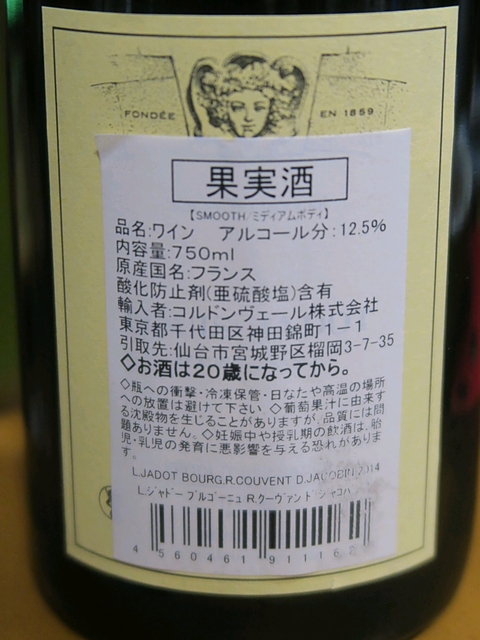 FONDÉE EN 1859
果実酒
【SMOOTH/ミディアムボディ】
品名:ワイン アルコール分:12.5%
内容量:750ml
原産国名:フランス
酸化防止剤(亜硫酸塩)含有
輸入者:コルドンヴェール株式会社
東京都千代田区神田錦町1-1
引取先:仙台市宮城野区榴岡3-7-35
◇お酒は20歳になってから。
◇瓶への衝撃・冷凍保管・日なたや高温の場所
への放置は避けて下さい ◇葡萄果汁に由来す
る沈殿物を生じることがありますが、品質には問
題ありません。◇妊娠中や授乳期の飲酒は、胎
児・乳児の発育に悪影響を与える恐れがありま
す。
L.JADOT BOURG.R.COUVENT D.JACOBIN 2014
L.ジャドー ブルゴーニュ R.クーヴァン ド ジャコバ
4 560461 91116